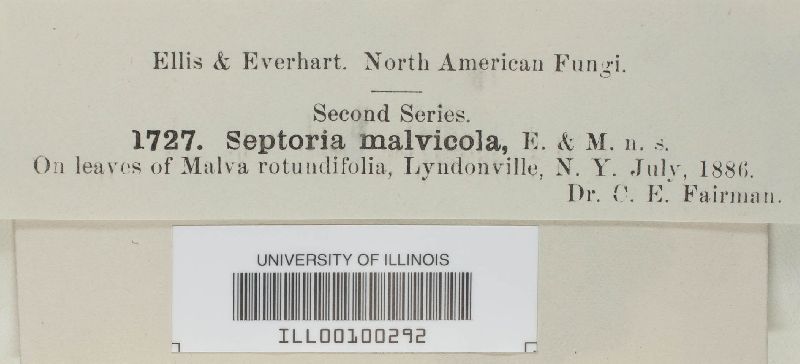 Ellis & Everhart. North American Fungi.
Second Series.
1727. Septoria malvicola, E. & M. n. s.
On leaves of Malva rotundifolia, Lyndonville, N. Y. July, 1886.
Dr. C. E. Fairman.
UNIVERSITY OF ILLINOIS
ILL00100292